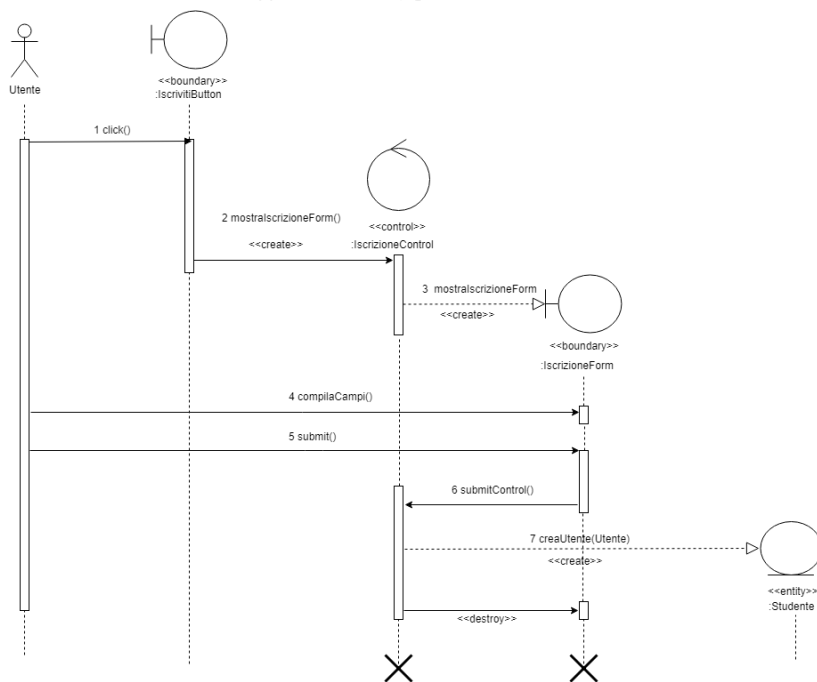 Utente
<<boundary>>
:IscrivitiButton
1 click()
2 mostraIscrizioneForm()
<<create>>
<<control>>
:IscrizioneControl
3 mostraIscrizioneForm
<<create>>
<<boundary>>
:IscrizioneForm
4 compilaCampi()
5 submit()
6 submitControl()
7 creaUtente(Utente)
<<create>>
<<entity>>
:Studente
<<destroy>>